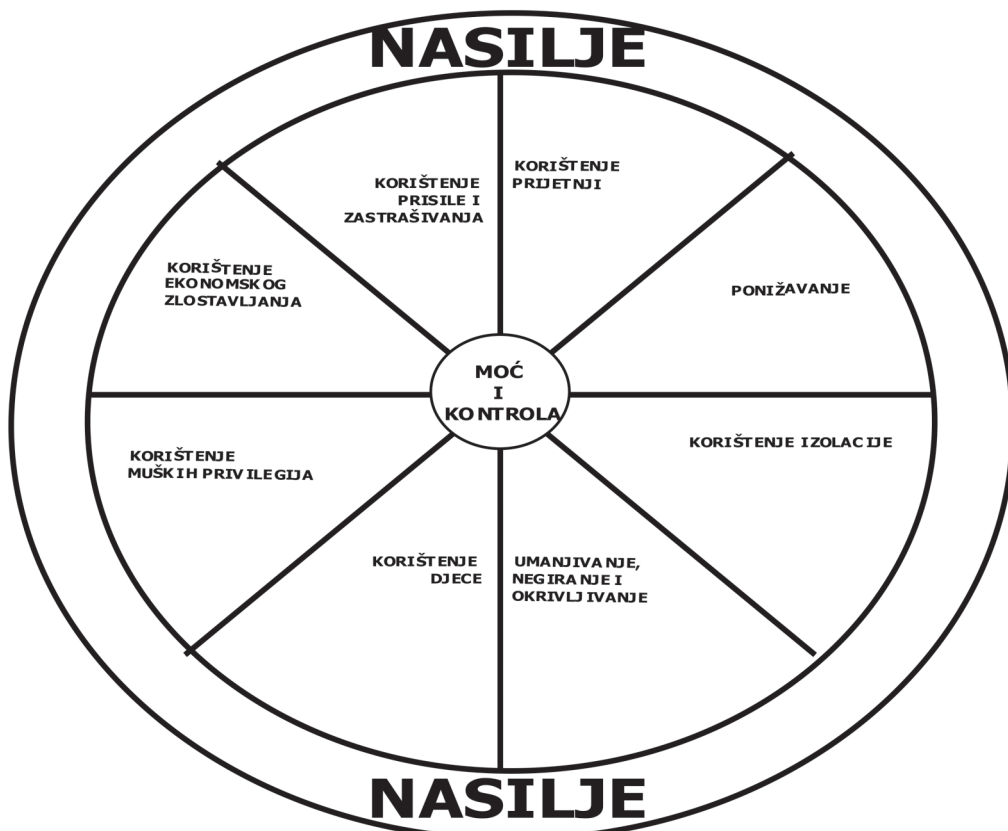 NASILJE
KORIŠTENJE
PRISILE I
ZASTRAŠIVANJA
KORIŠTENJE
PRIJETNJI
KORIŠTENJE
EKONOMSKOG
ZLOSTAVLJANJA
PONIŽAVANJE
MOĆ
I
KONTROLA
KORIŠTENJE
MUŠKIH PRIVILEGIJA
KORIŠTENJE IZOLACIJE
KORIŠTENJE
DJECE
UMANJIVANJE,
NEGIRANJE I
OKRIVLJIVANJE
NASILJE